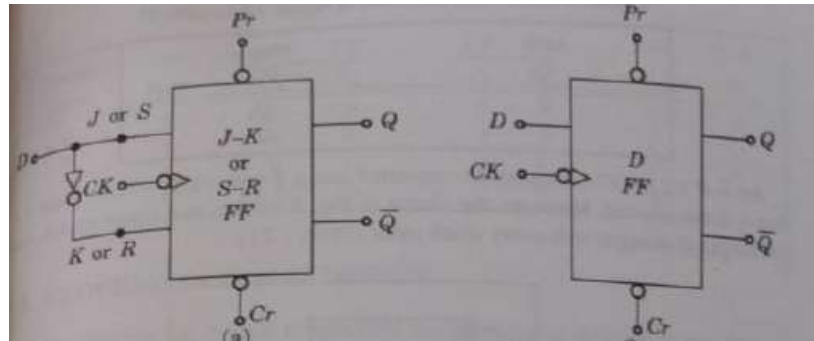 Pr
J or S
D
CK
K or R
J–K
or
S–R
FF
Q
Q̅
Cr
(a)
Pr
D
CK
D
FF
Q
Q̅
Cr